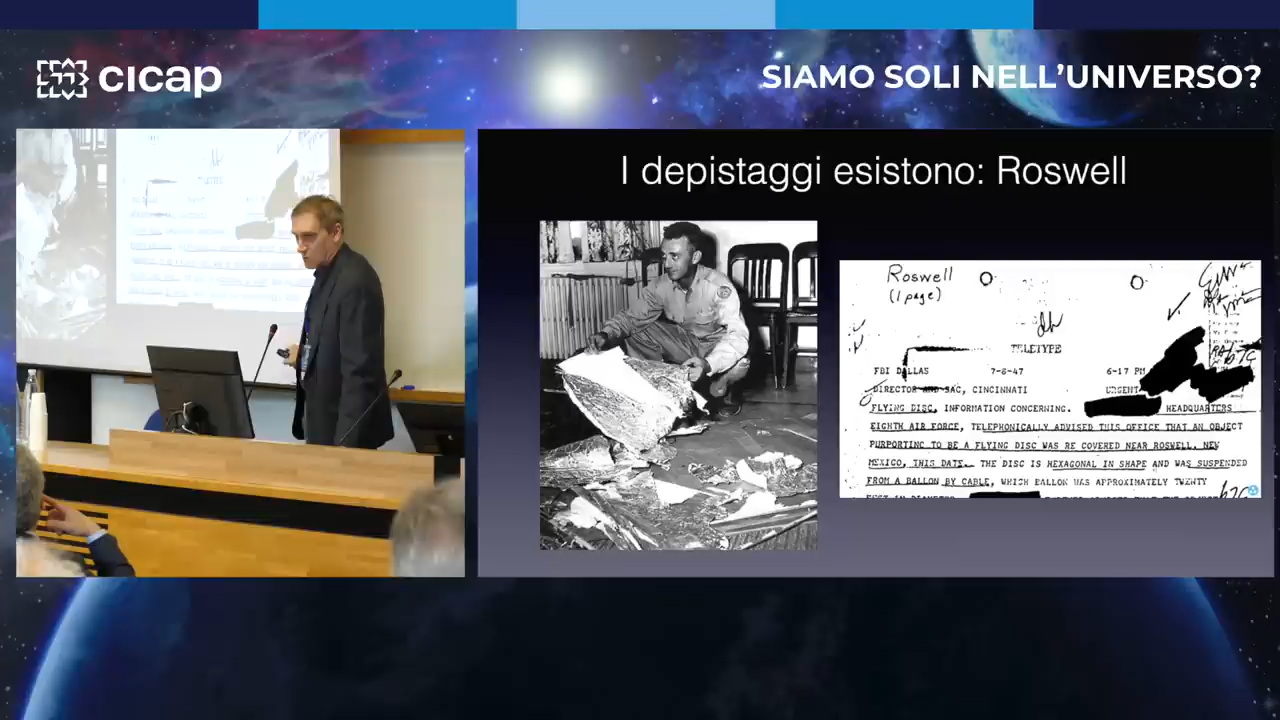 cicap
SIAMO SOLI NELL'UNIVERSO?
I depistaggi esistono: Roswell
Roswell
(1 page)
TELETYPE
FBI DALLAS 7-8-47 6-17 PM
DIRECTOR AND SAC, CINCINNATI URGENT
FLYING DISC, INFORMATION CONCERNING. HEADQUARTERS
EIGHTH AIR FORCE, TELEPHONICALLY ADVISED THIS OFFICE THAT AN OBJECT
PURPORTING TO BE A FLYING DISC WAS RE COVERED NEAR ROSWELL, NEW
MEXICO, THIS DATE. THE DISC IS HEXAGONAL IN SHAPE AND WAS SUSPENDED
FROM A BALLON BY CABLE, WHICH BALLON WAS APPROXIMATELY TWENTY